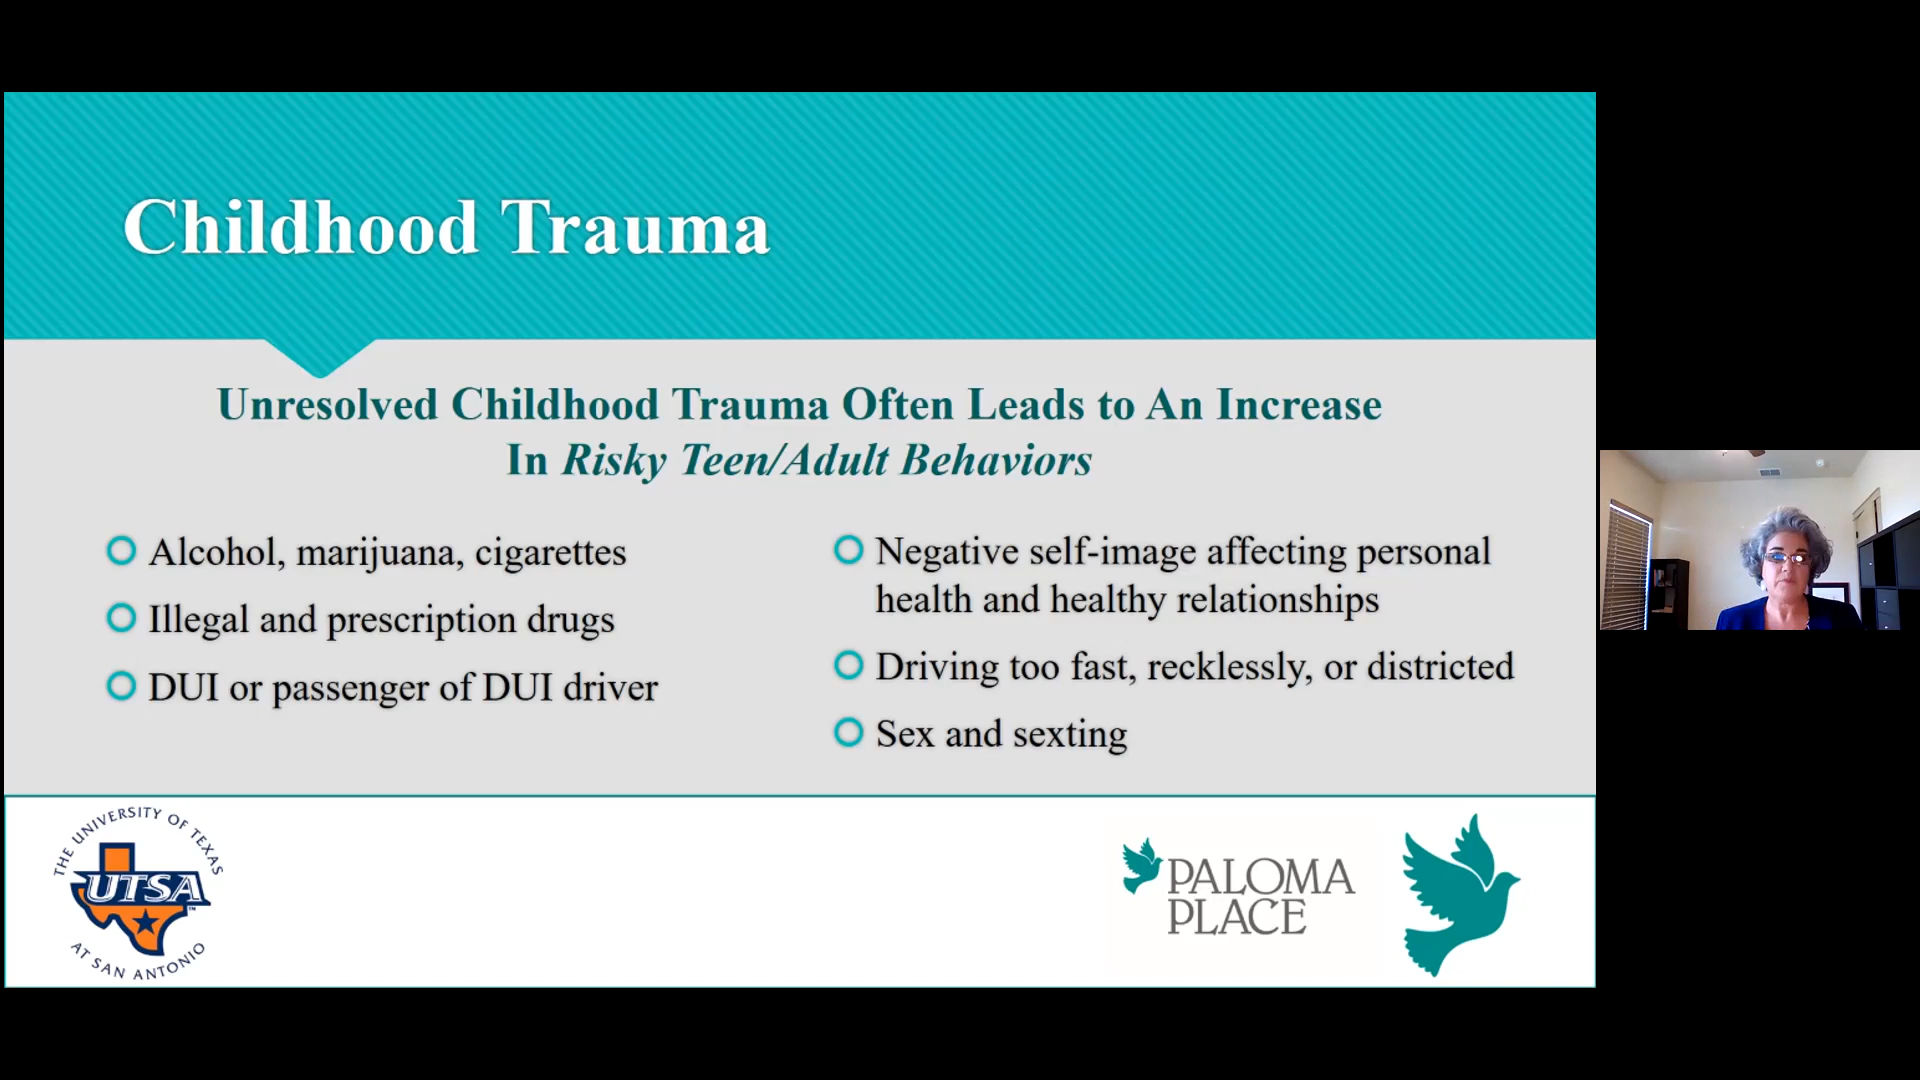 Childhood Trauma
Unresolved Childhood Trauma Often Leads to An Increase
In Risky Teen/Adult Behaviors
Alcohol, marijuana, cigarettes
Illegal and prescription drugs
DUI or passenger of DUI driver
Negative self-image affecting personal
health and healthy relationships
Driving too fast, recklessly, or districted
Sex and sexting
THE UNIVERSITY OF TEXAS
UTSA
TM
AT SAN ANTONIO
PALOMA
PLACE